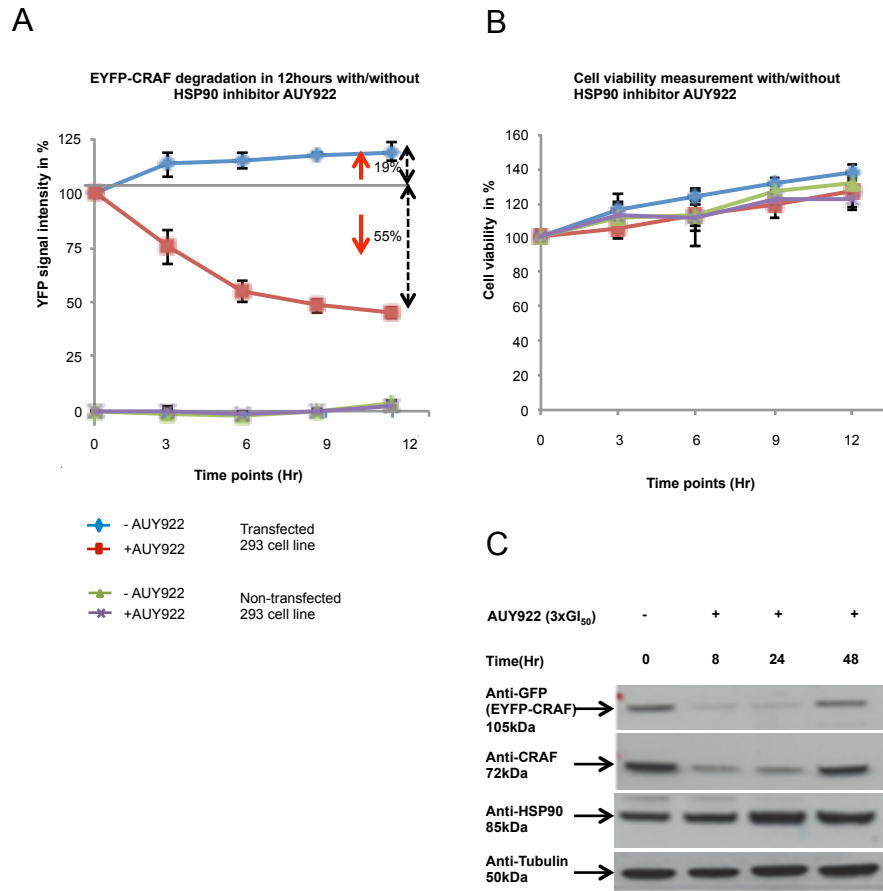 A
EYFP-CRAF degradation in 12hours with/without
HSP90 inhibitor AUY922
YFP signal intensity in %
125
100
75
50
25
0
19%
55%
0 3 6 9 12
Time points (Hr)
- AUY922
+AUY922
Transfected
293 cell line
- AUY922
+AUY922
Non-transfected
293 cell line
B
Cell viability measurement with/without
HSP90 inhibitor AUY922
Cell viability in %
160
140
120
100
80
60
40
20
0
0 3 6 9 12
Time points (Hr)
C
AUY922 (3xGI50) - + + +
Time(Hr) 0 8 24 48
Anti-GFP
(EYFP-CRAF)
105kDa
Anti-CRAF
72kDa
Anti-HSP90
85kDa
Anti-Tubulin
50kDa